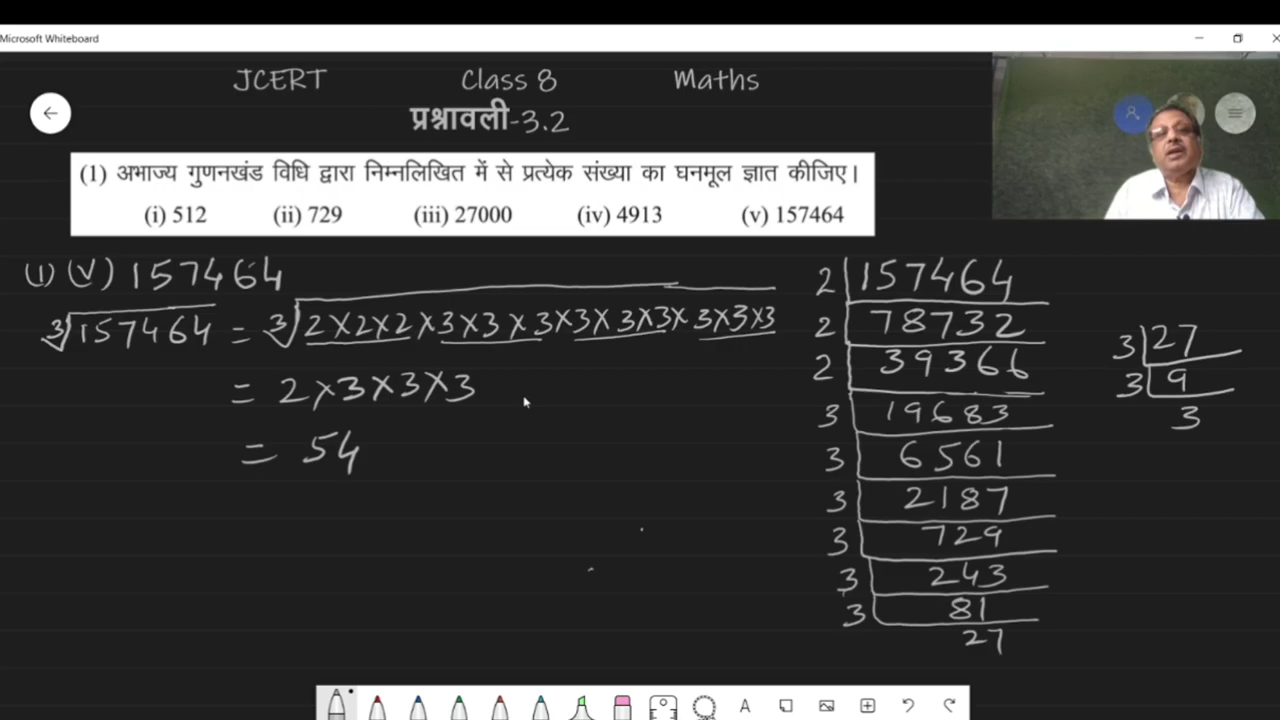 Microsoft Whiteboard
JCERT Class 8 Maths
प्रश्नावली-3.2
(1) अभाज्य गुणनखंड विधि द्वारा निम्नलिखित में से प्रत्येक संख्या का घनमूल ज्ञात कीजिए।
(i) 512 (ii) 729 (iii) 27000 (iv) 4913 (v) 157464
(1) (V) 157464
∛157464 = ∛2×2×2×3×3×3×3×3×3×3×3×3
= 2×3×3×3
= 54
2 157464
2 78732
2 39366
3 19683
3 6561
3 2187
3 729
3 243
3 81
27
3 27
3 9
3
A